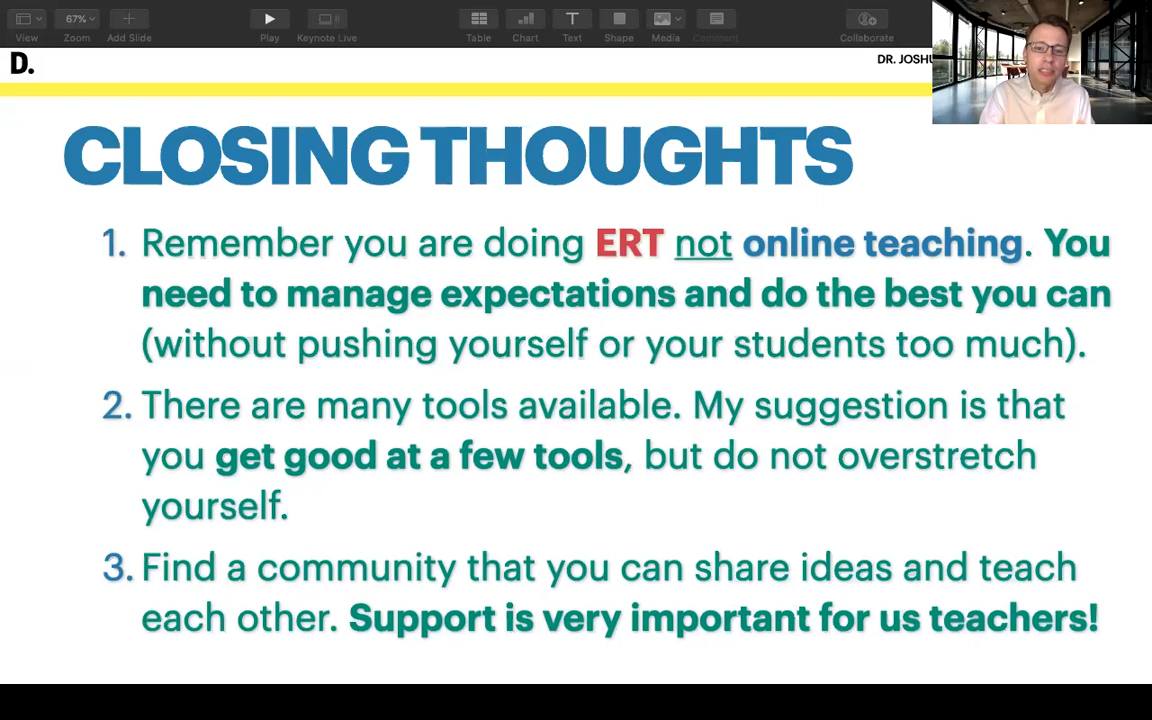 View
67%
Zoom
Add Slide
Play
Keynote Live
Table
Chart
Text
Shape
Media
Comment
Collaborate
D.
DR.
CLOSING THOUGHTS
1. Remember you are doing ERT not online teaching. You
need to manage expectations and do the best you can
(without pushing yourself or your students too much).
2. There are many tools available. My suggestion is that
you get good at a few tools, but do not overstretch
yourself.
3. Find a community that you can share ideas and teach
each other. Support is very important for us teachers!